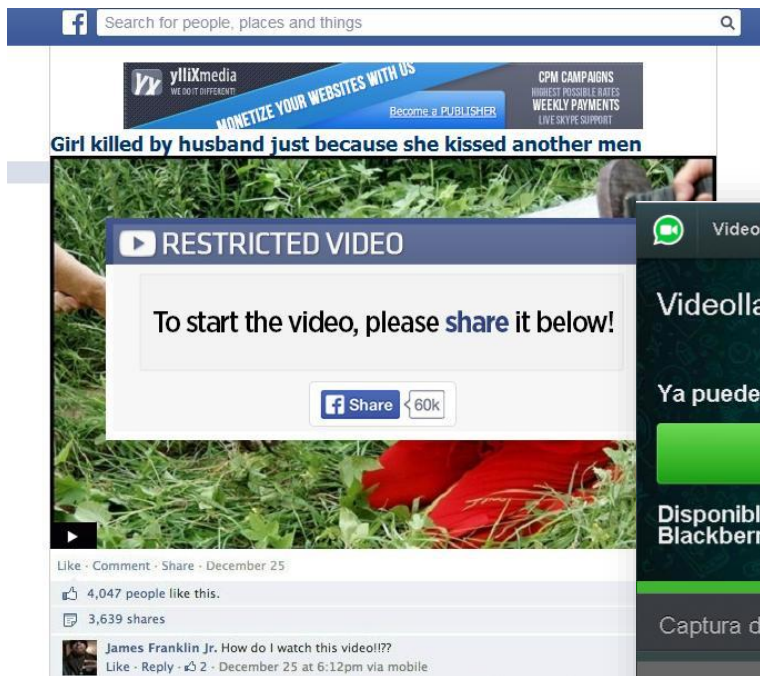 f
Search for people, places and things
yllixmedia
WE DO IT DIFFERENT!
MONETIZE YOUR WEBSITES WITH US
Become a PUBLISHER
CPM CAMPAIGNS
HIGHEST POSSIBLE RATES
WEEKLY PAYMENTS
LIVE SKYPE SUPPORT
Girl killed by husband just because she kissed another men
RESTRICTED VIDEO
To start the video, please share it below!
f Share 60k
Like · Comment · Share · December 25
4,047 people like this.
3,639 shares
James Franklin Jr. How do I watch this video!!??
Like · Reply · 2 · December 25 at 6:12pm via mobile
Video
Videolla
Ya puede
Disponibl
Blackberr
Captura d